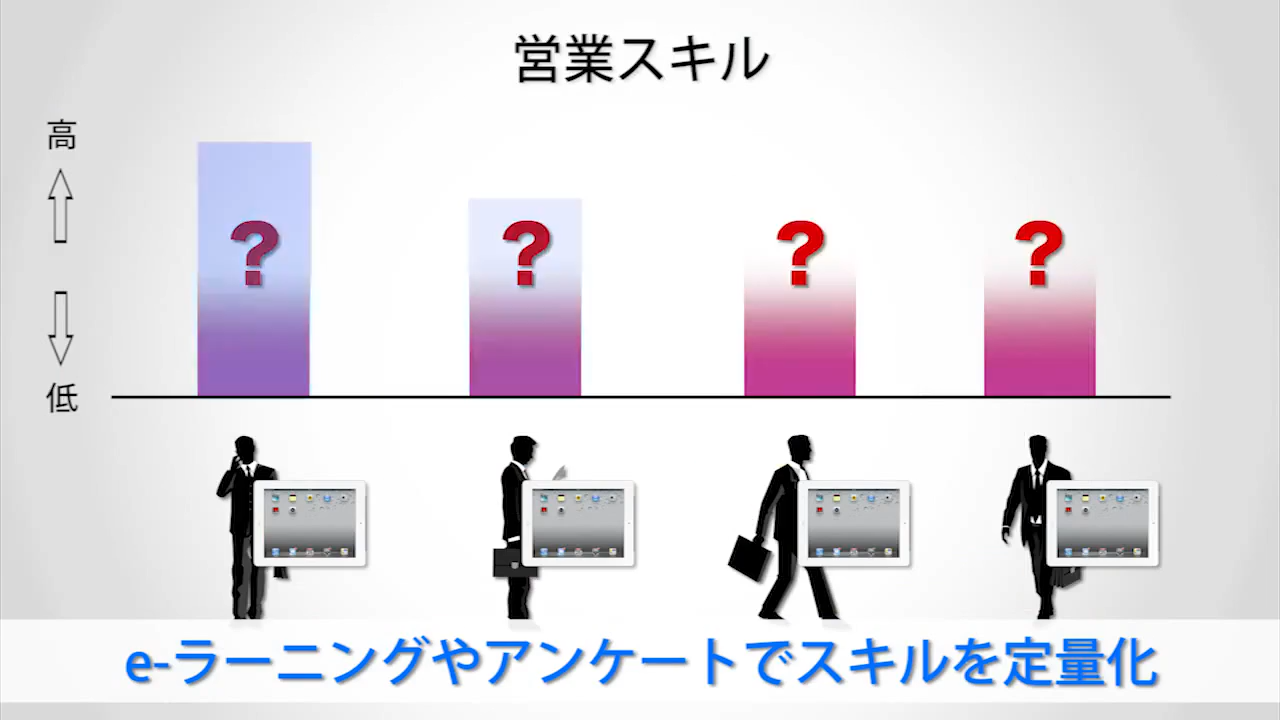 営業スキル
高
? ? ? ?
低
e-ラーニングやアンケートでスキルを定量化